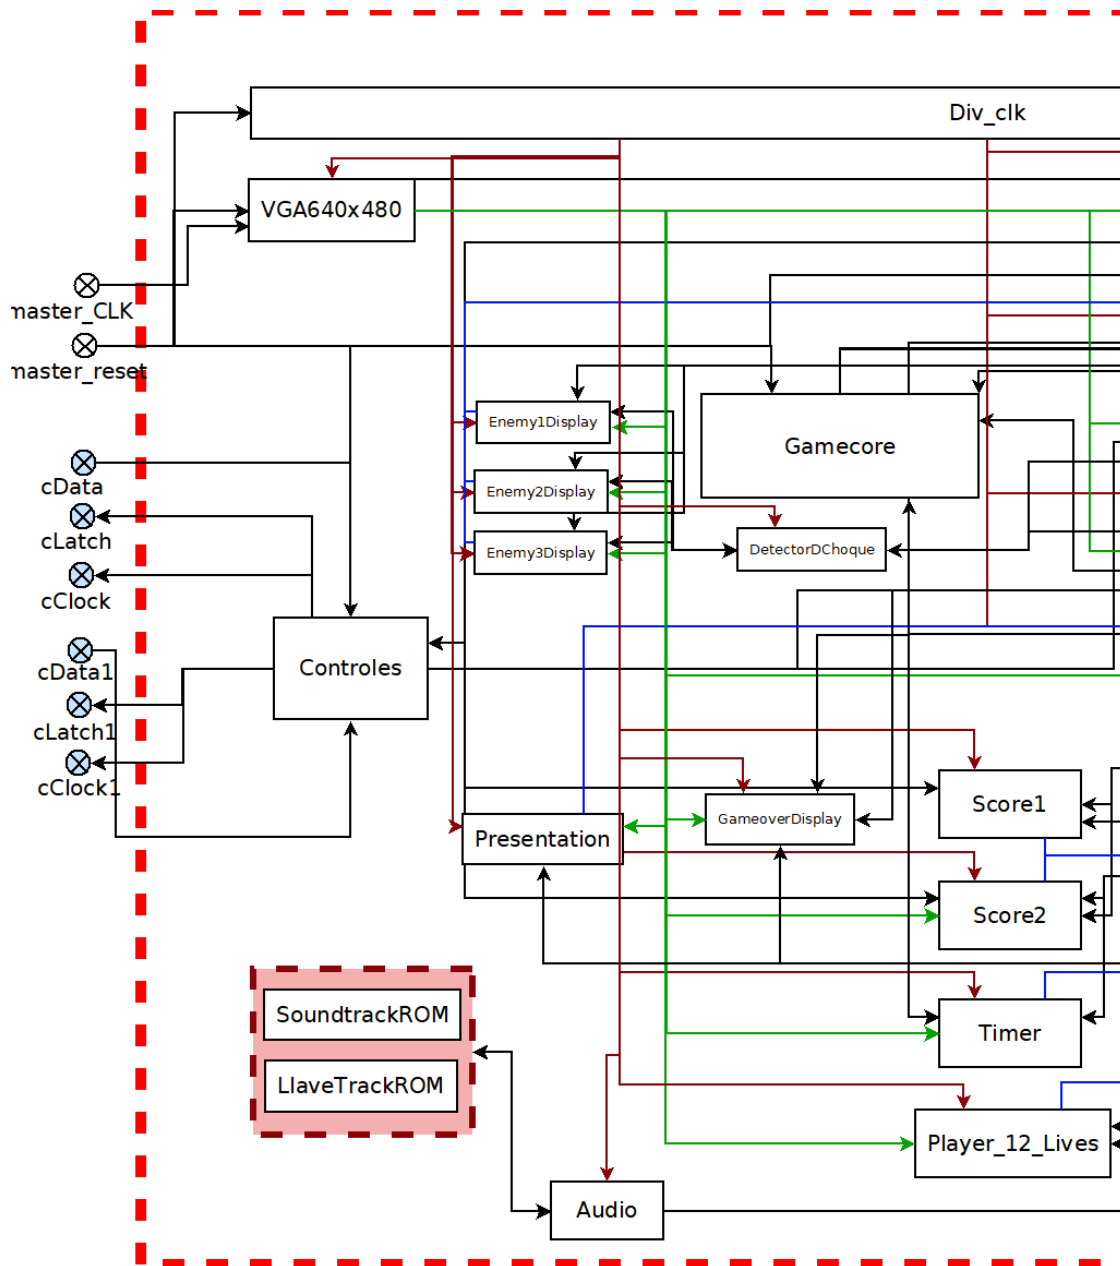 Div_clk
VGA640x480
master_CLK
master_reset
Enemy1Display
Gamecore
cData
Enemy2Display
cLatch
Enemy3Display
DetectorDChoque
cClock
cData1
Controles
cLatch1
cClock1
Score1
GameoverDisplay
Presentation
Score2
SoundtrackROM
Timer
LlaveTrackROM
Player_12_Lives
Audio